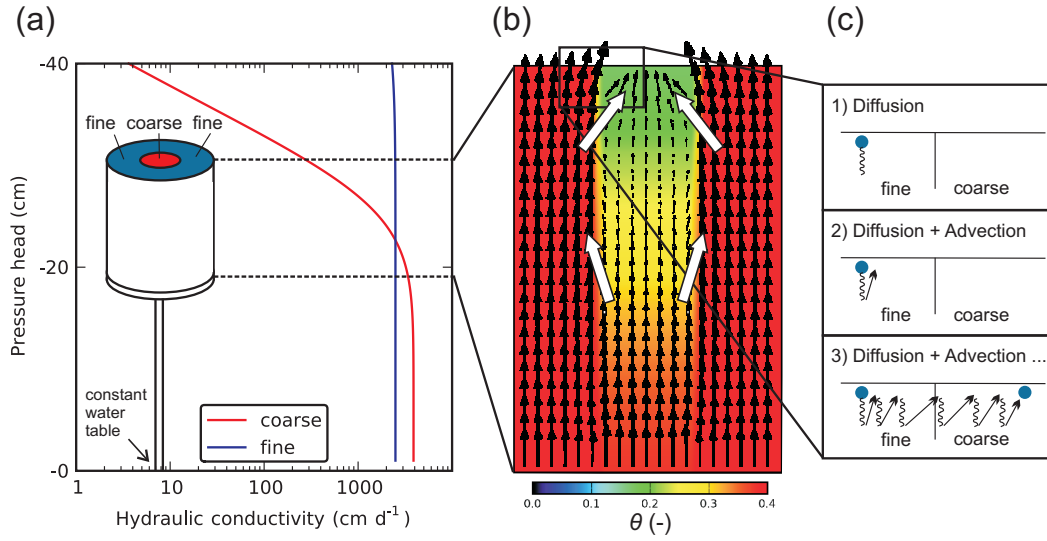 (a)
(b)
(c)
-40
-20
-0
Pressure head (cm)
fine coarse fine
constant
water
table
coarse
fine
1 10 100 1000
Hydraulic conductivity (cm d⁻¹)
0.0 0.1 0.2 0.3 0.4
θ (-)
1) Diffusion
fine coarse
2) Diffusion + Advection
fine coarse
3) Diffusion + Advection ...
fine coarse